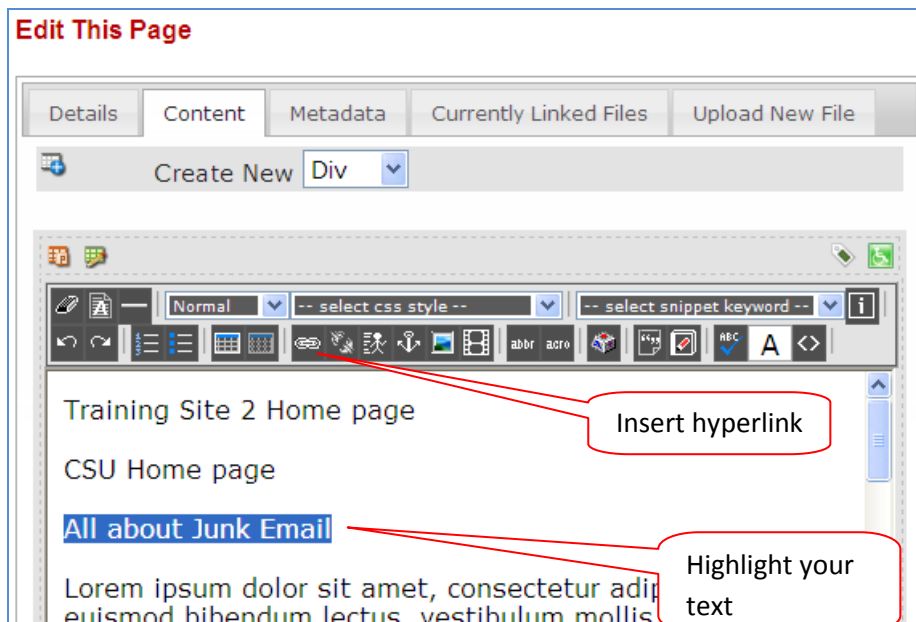 Edit This Page
Details Content Metadata Currently Linked Files Upload New File
Create New Div
Normal -- select css style -- -- select snippet keyword -- i
abbr acro ABC A <>
Training Site 2 Home page
Insert hyperlink
CSU Home page
All about Junk Email
Highlight your
text
Lorem ipsum dolor sit amet, consectetur adip
euismod bibendum lectus, vestibulum mollis